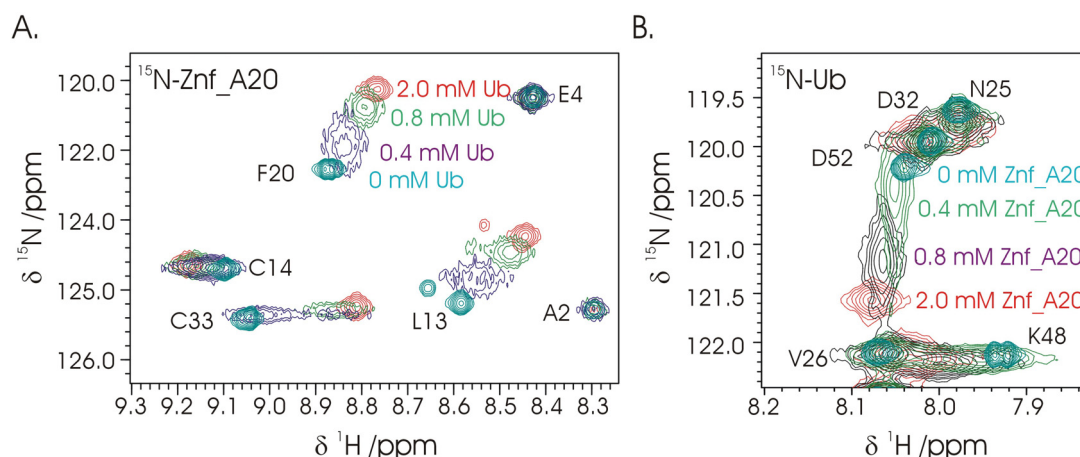 A.
¹⁵N-Znf_A20
2.0 mM Ub
E4
0.8 mM Ub
0.4 mM Ub
F20
0 mM Ub
C14
C33
L13
A2
δ ¹⁵N /ppm
120.0
122.0
124.0
125.0
126.0
9.3 9.2 9.1 9.0 8.9 8.8 8.7 8.6 8.5 8.4 8.3
δ ¹H /ppm
B.
¹⁵N-Ub
N25
D32
D52
0 mM Znf_A20
0.4 mM Znf_A20
0.8 mM Znf_A20
2.0 mM Znf_A20
K48
V26
δ ¹⁵N /ppm
119.5
120.0
120.5
121.0
121.5
122.0
8.2 8.1 8.0 7.9
δ ¹H /ppm